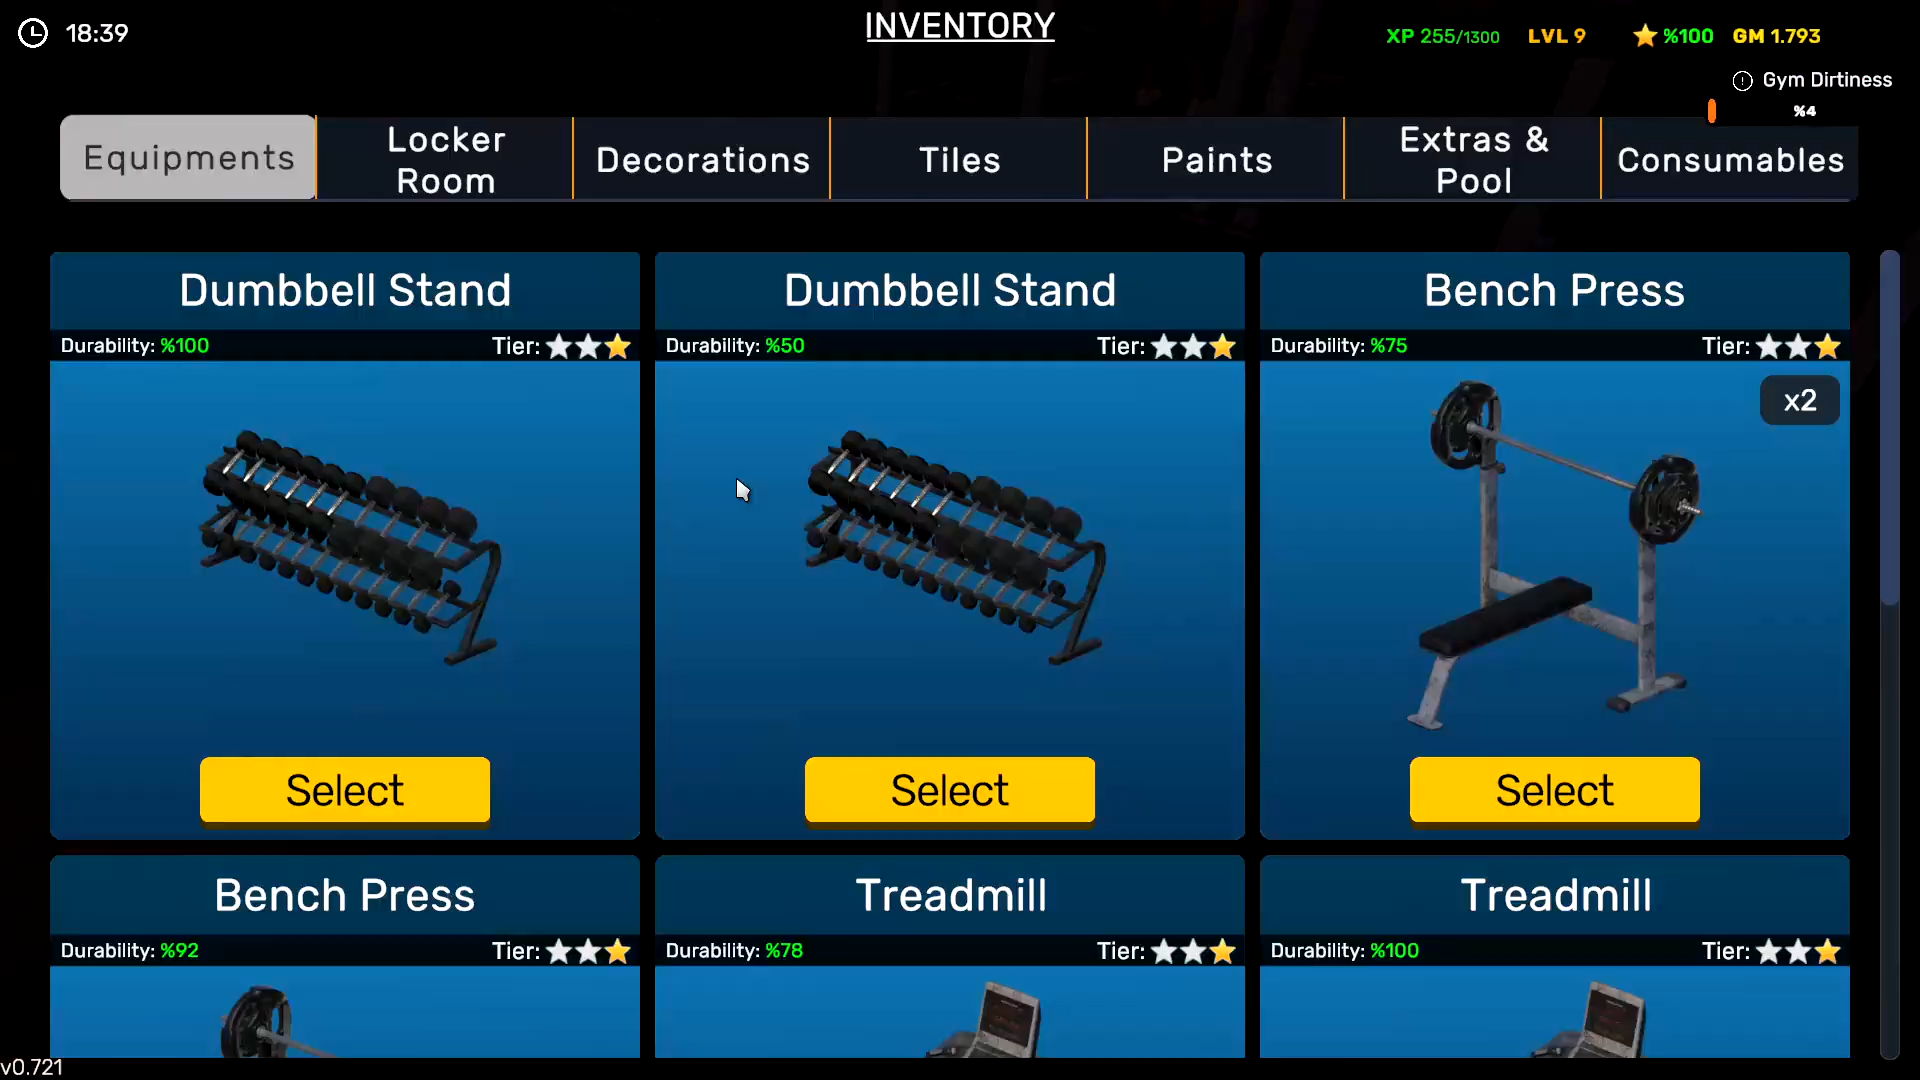 18:39
INVENTORY
XP 255/1300 LVL 9 %100 GM 1.793
Gym Dirtiness
%4
Equipments
Locker
Room
Decorations
Tiles
Paints
Extras &
Pool
Consumables
Dumbbell Stand
Durability: %100 Tier:
Select
Dumbbell Stand
Durability: %50 Tier:
Select
Bench Press
Durability: %75 Tier:
x2
Select
Bench Press
Durability: %92 Tier:
Treadmill
Durability: %78 Tier:
Treadmill
Durability: %100 Tier:
v0.721